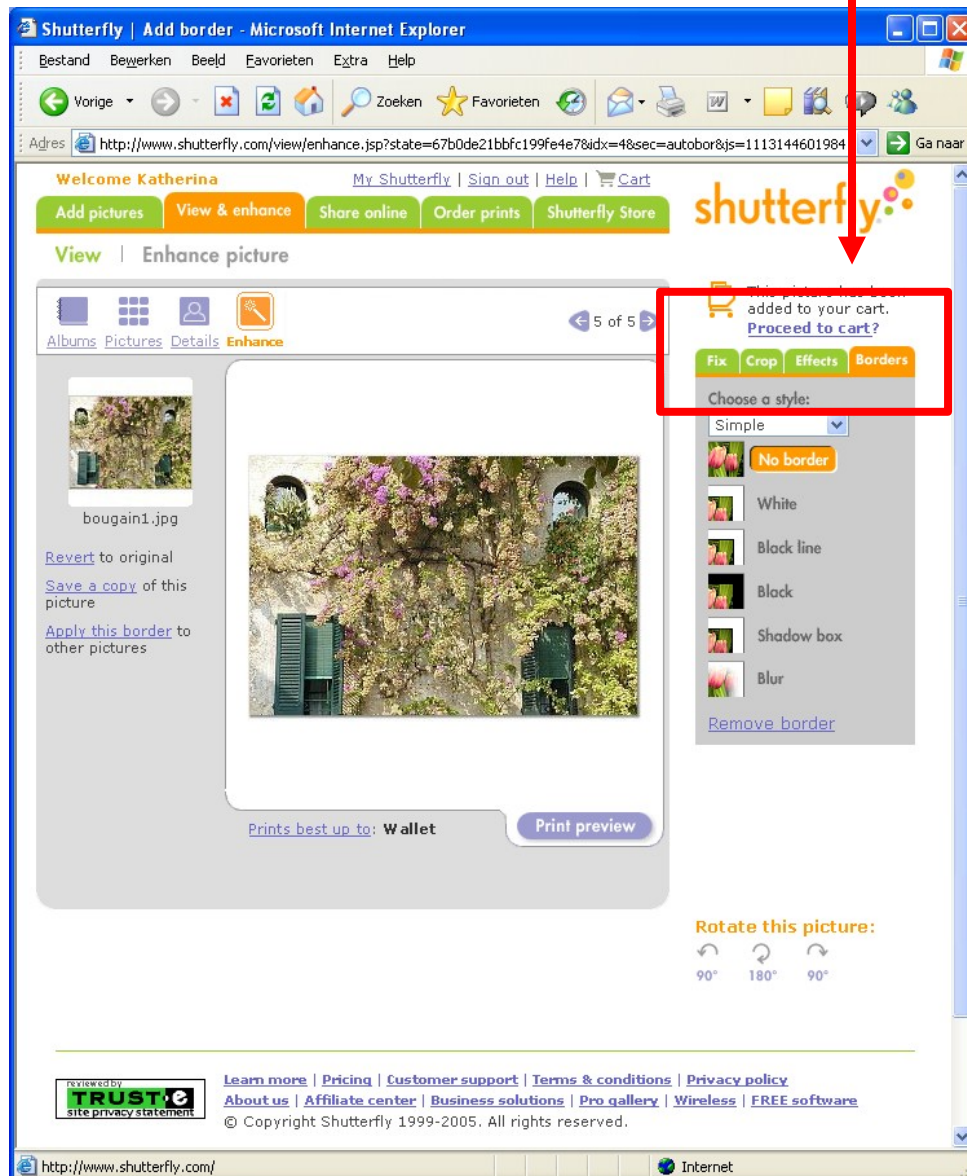 Shutterfly | Add border - Microsoft Internet Explorer
Bestand Bewerken Beeld Favorieten Extra Help
Vorige Zoeken Favorieten
Adres http://www.shutterfly.com/view/enhance.jsp?state=67b0de21bbfc199fe4e7&idx=4&sec=autobor&js=1113144601984 Ga naar
Welcome Katherina My Shutterfly | Sign out | Help | Cart
Add pictures View & enhance Share online Order prints Shutterfly Store
shutterfly
View | Enhance picture
This picture has been
added to your cart.
Proceed to cart?
Albums Pictures Details Enhance
5 of 5
Fix Crop Effects Borders
Choose a style:
Simple
No border
White
Black line
Black
Shadow box
Blur
Remove border
bougain1.jpg
Revert to original
Save a copy of this
picture
Apply this border to
other pictures
Prints best up to: Wallet
Print preview
Rotate this picture:
90° 180° 90°
reviewed by
TRUSTe
site privacy statement
Learn more | Pricing | Customer support | Terms & conditions | Privacy policy
About us | Affiliate center | Business solutions | Pro gallery | Wireless | FREE software
© Copyright Shutterfly 1999-2005. All rights reserved.
http://www.shutterfly.com/ Internet